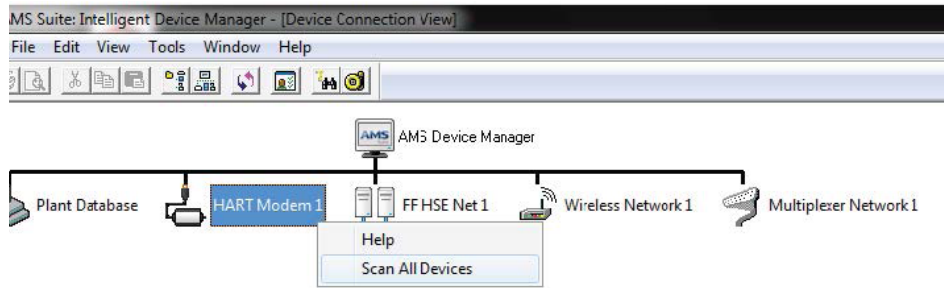 AMS Suite: Intelligent Device Manager - [Device Connection View]
File Edit View Tools Window Help
AMS
AMS Device Manager
Plant Database
HART Modem 1
FF HSE Net 1
Wireless Network 1
Multiplexer Network 1
Help
Scan All Devices